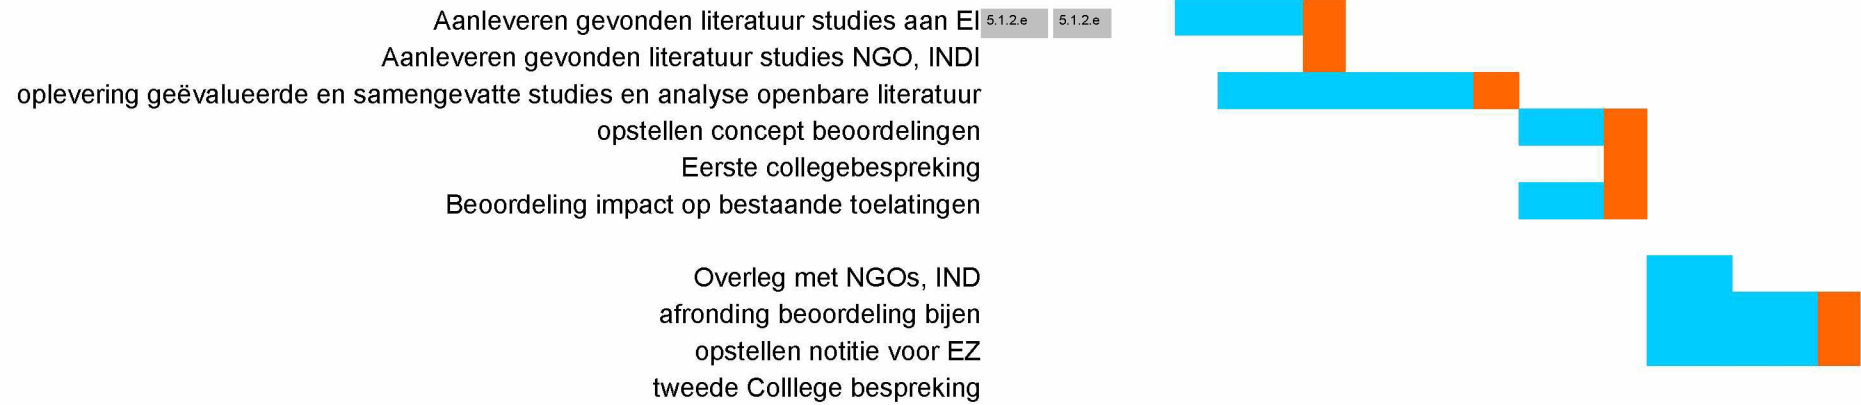 Aanleveren gevonden literatuur studies aan EI 5.1.2.e 5.1.2.e
Aanleveren gevonden literatuur studies NGO, INDI
oplevering geëvalueerde en samengevatte studies en analyse openbare literatuur
opstellen concept beoordelingen
Eerste collegebespreking
Beoordeling impact op bestaande toelatingen
Overleg met NGOs, IND
afronding beoordeling bijen
opstellen notitie voor EZ
tweede Colllege bespreking